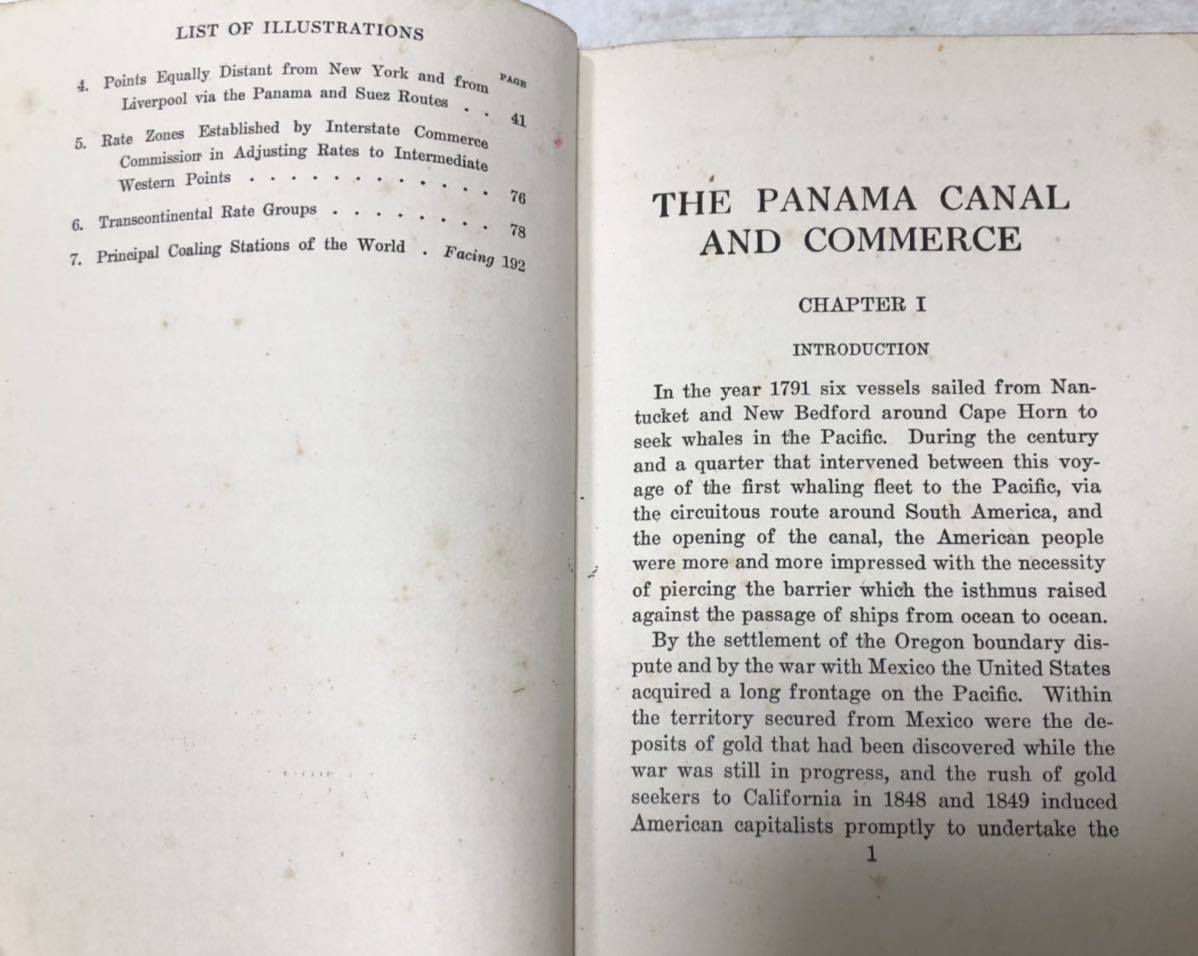 LIST OF ILLUSTRATIONS
PAGE
4. Points Equally Distant from New York and from
Liverpool via the Panama and Suez Routes . . 41
5. Rate Zones Established by Interstate Commerce
Commission in Adjusting Rates to Intermediate
Western Points . . . . . . . . . . . . 76
6. Transcontinental Rate Groups . . . . . . . . 78
7. Principal Coaling Stations of the World . Facing 192
THE PANAMA CANAL
AND COMMERCE
CHAPTER I
INTRODUCTION
In the year 1791 six vessels sailed from Nan-
tucket and New Bedford around Cape Horn to
seek whales in the Pacific. During the century
and a quarter that intervened between this voy-
age of the first whaling fleet to the Pacific, via
the circuitous route around South America, and
the opening of the canal, the American people
were more and more impressed with the necessity
of piercing the barrier which the isthmus raised
against the passage of ships from ocean to ocean.
By the settlement of the Oregon boundary dis-
pute and by the war with Mexico the United States
acquired a long frontage on the Pacific. Within
the territory secured from Mexico were the de-
posits of gold that had been discovered while the
war was still in progress, and the rush of gold
seekers to California in 1848 and 1849 induced
American capitalists promptly to undertake the
1